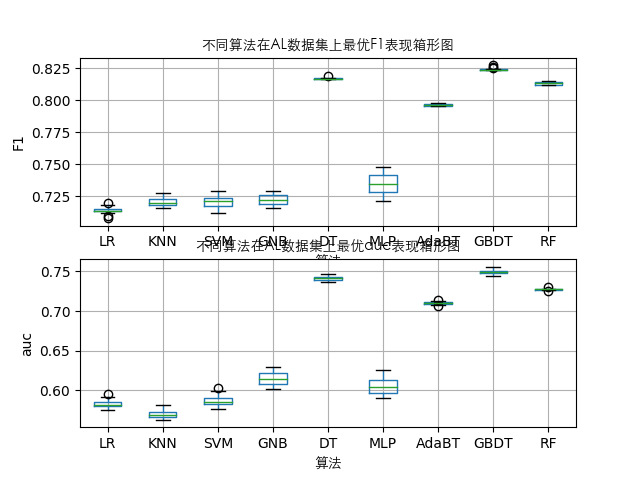 不同算法在AL数据集上最优F1表现箱形图
0.825
0.800
0.775
0.750
0.725
F1
LR KNN SVM GNB DT MLP AdaBT GBDT RF
算法
不同算法在AL数据集上最优auc表现箱形图
0.75
0.70
0.65
0.60
auc
LR KNN SVM GNB DT MLP AdaBT GBDT RF
算法